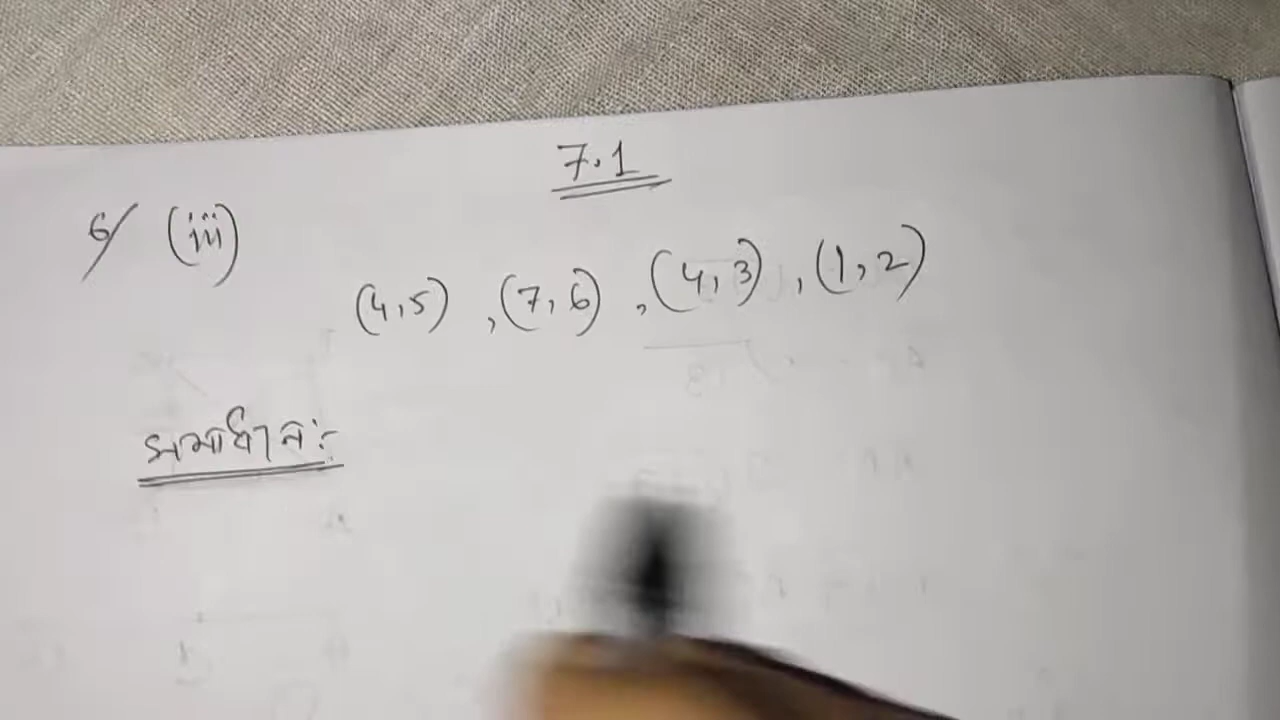 7.1
6/ (iii)
(4,5) , (7,6) , (4,3) , (1,2)
সমাধান :-